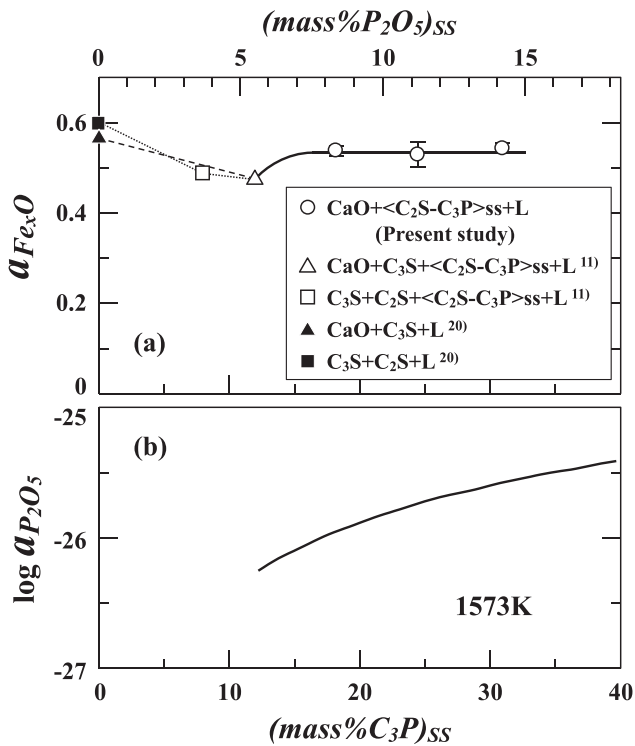 (mass%P₂O₅)SS
0 5 10 15
0.6
0.4
0.2
0
aFexO
○ CaO+<C₂S-C₃P>ss+L
(Present study)
△ CaO+C₃S+<C₂S-C₃P>ss+L ¹¹⁾
□ C₃S+C₂S+<C₂S-C₃P>ss+L ¹¹⁾
▲ CaO+C₃S+L ²⁰⁾
■ C₃S+C₂S+L ²⁰⁾
(a)
-25
-26
-27
log aP₂O₅
(b)
1573K
0 10 20 30 40
(mass%C₃P)SS